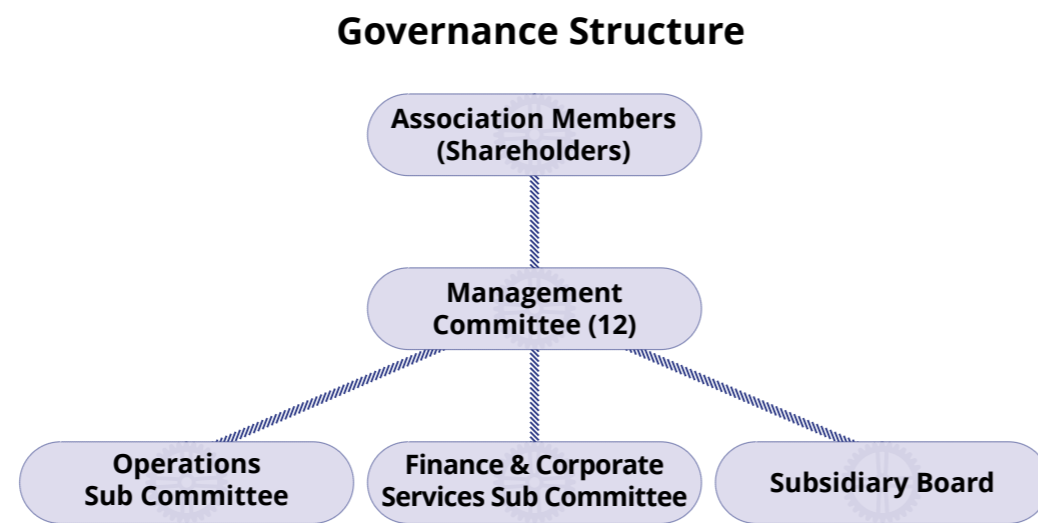 Governance Structure
Association Members
(Shareholders)
Management
Committee (12)
Operations
Sub Committee
Finance & Corporate
Services Sub Committee
Subsidiary Board